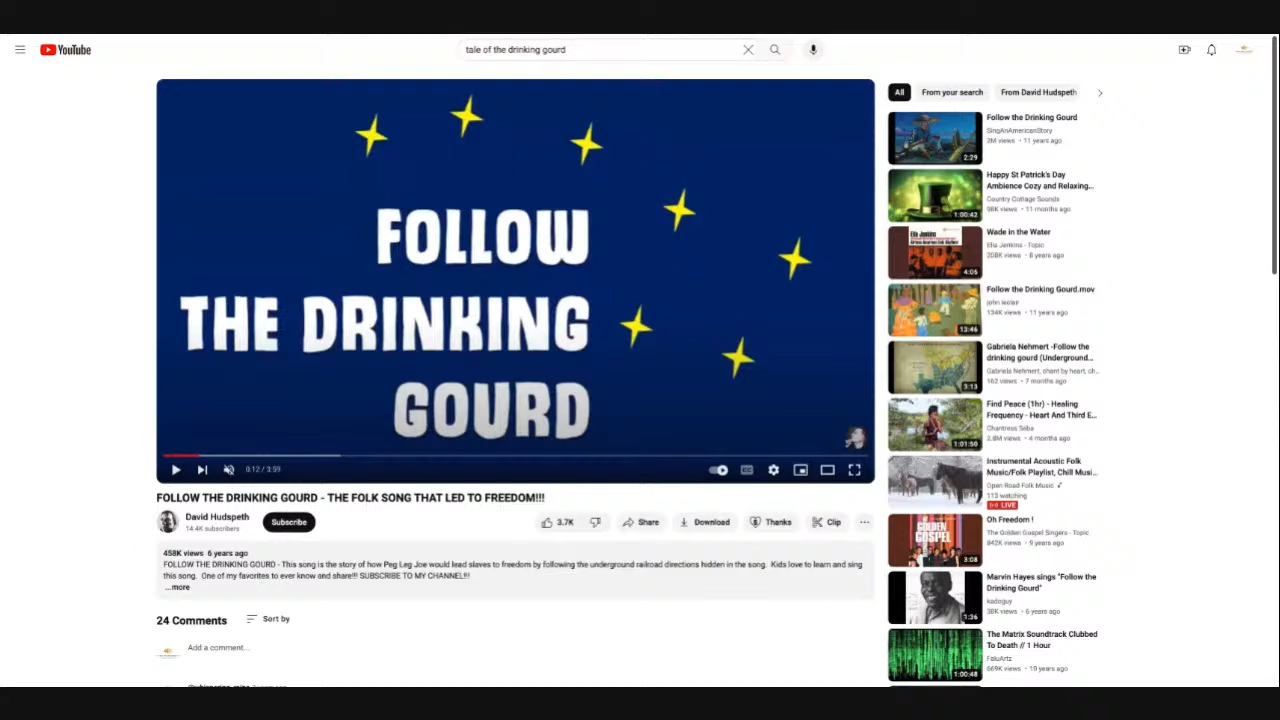 YouTube
tale of the drinking gourd
FOLLOW
THE DRINKING
GOURD
0:12 / 3:59
FOLLOW THE DRINKING GOURD - THE FOLK SONG THAT LED TO FREEDOM!!!
David Hudspeth
14.4K subscribers
Subscribe
3.7K
Share
Download
Thanks
Clip
458K views 6 years ago
FOLLOW THE DRINKING GOURD - This song is the story of how Peg Leg Joe would lead slaves to freedom by following the underground railroad directions hidden in the song. Kids love to learn and sing
this song. One of my favorites to ever know and share!!! SUBSCRIBE TO MY CHANNEL!!!
...more
24 Comments
Sort by
Add a comment...
All
From your search
From David Hudspeth
Follow the Drinking Gourd
SingAnAmericanStory
2M views • 11 years ago
2:29
Happy St Patrick's Day
Ambience Cozy and Relaxing...
Country Cottage Sounds
98K views • 11 months ago
1:00:42
Wade in the Water
Ella Jenkins - Topic
208K views • 8 years ago
Ella Jenkins
4:05
Follow the Drinking Gourd.mov
134K views • 11 years ago
13:46
Gabriela Nehmert -Follow the
drinking gourd (Underground...
Gabriela Nehmert, chant by heart, ch...
162 views • 7 months ago
3:13
Find Peace (1hr) - Healing
Frequency - Heart And Third E...
Chantress Seba
2.8M views • 4 months ago
1:01:50
Instrumental Acoustic Folk
Music/Folk Playlist, Chill Musi...
Open Road Folk Music
113 watching
LIVE
Oh Freedom !
The Golden Gospel Singers - Topic
842K views • 9 years ago
GOLDEN
GOSPEL
3:08
Marvin Hayes sings "Follow the
Drinking Gourd"
kadoguy
38K views • 6 years ago
1:36
The Matrix Soundtrack Clubbed
To Death // 1 Hour
FaluArtz
669K views • 10 years ago
1:00:48